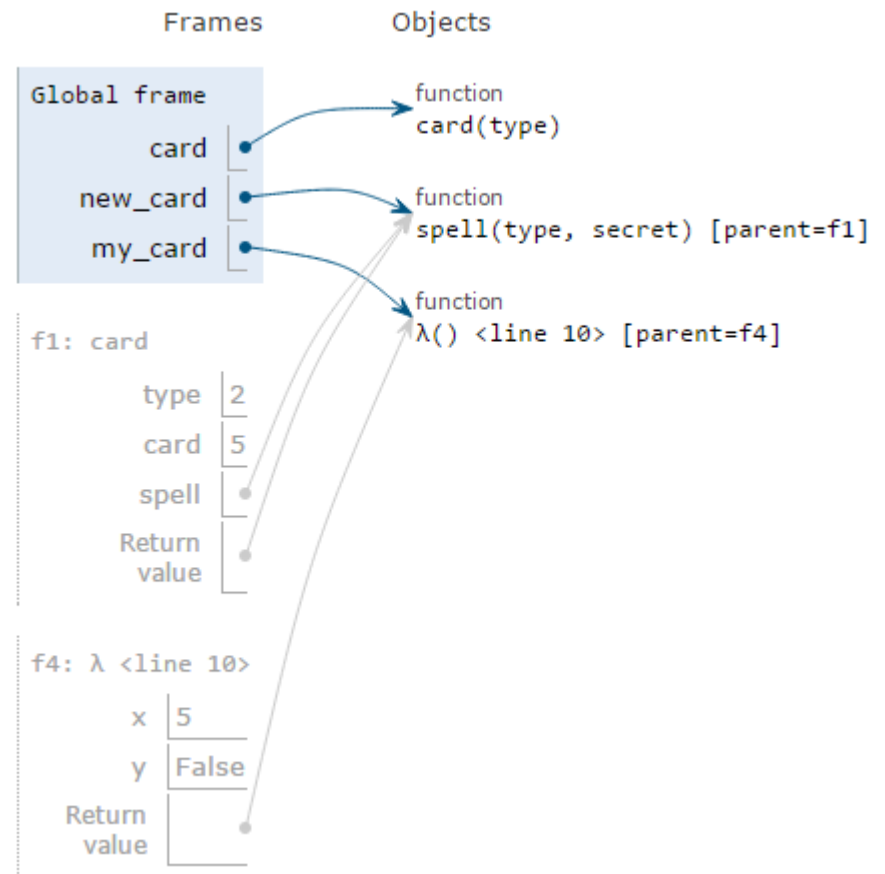 Frames Objects
Global frame
card
new_card
my_card
function
card(type)
function
spell(type, secret) [parent=f1]
function
λ() <line 10> [parent=f4]
f1: card
type 2
card 5
spell
Return
value
f4: λ <line 10>
x 5
y False
Return
value